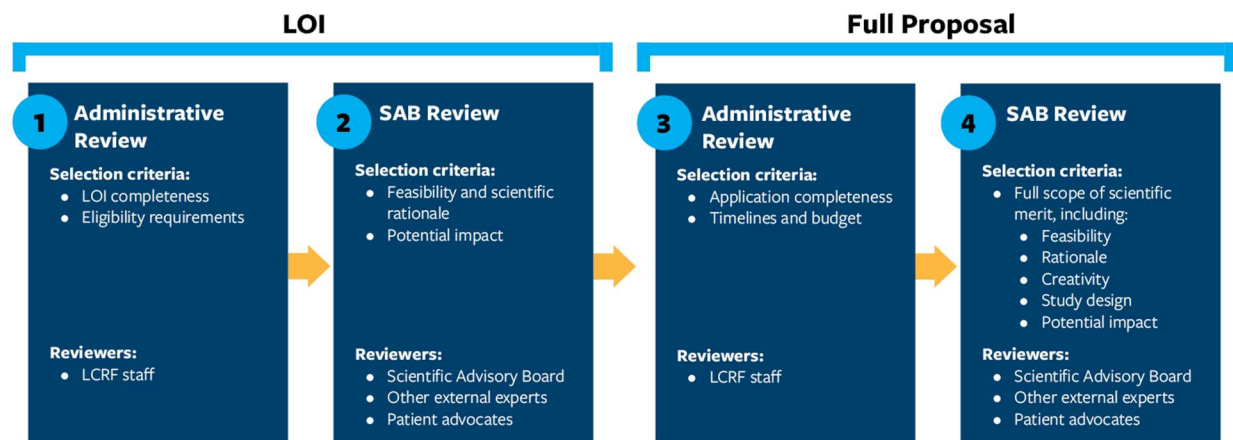 LOI
Full Proposal
1
Administrative
Review
Selection criteria:
● LOI completeness
● Eligibility requirements
Reviewers:
● LCRF staff
2
SAB Review
Selection criteria:
● Feasibility and scientific
rationale
● Potential impact
Reviewers:
● Scientific Advisory Board
● Other external experts
● Patient advocates
3
Administrative
Review
Selection criteria:
● Application completeness
● Timelines and budget
Reviewers:
● LCRF staff
4
SAB Review
Selection criteria:
● Full scope of scientific
merit, including:
● Feasibility
● Rationale
● Creativity
● Study design
● Potential impact
Reviewers:
● Scientific Advisory Board
● Other external experts
● Patient advocates